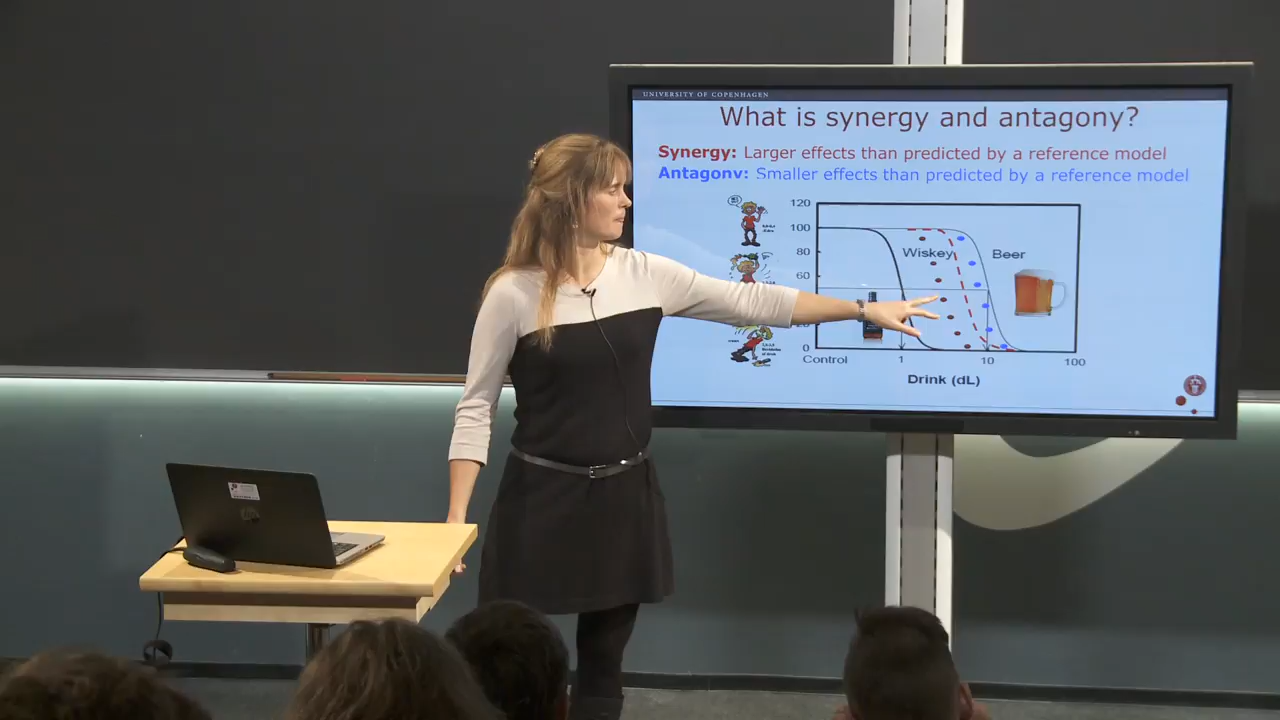 UNIVERSITY OF COPENHAGEN
What is synergy and antagony?
Synergy: Larger effects than predicted by a reference model
Antagony: Smaller effects than predicted by a reference model
120
100
80
60
0
Wiskey
Beer
Control
1
10
100
Drink (dL)